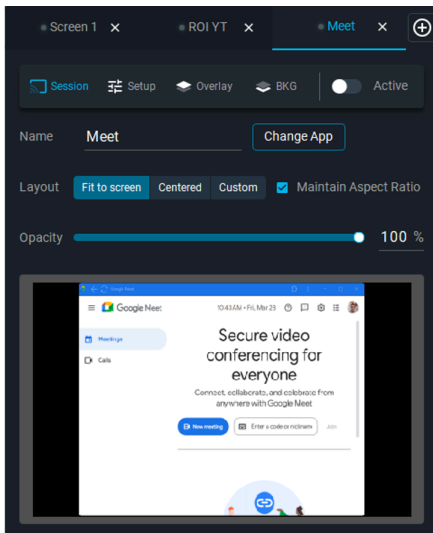 Screen 1
ROI YT
Meet
Session Setup Overlay BKG Active
Name Meet Change App
Layout Fit to screen Centered Custom Maintain Aspect Ratio
Opacity 100 %
Google Meet
Google Meet 10:43 AM • Fri, Mar 25
Meetings
Calls
Secure video
conferencing for
everyone
Connect, collaborate, and celebrate from
anywhere with Google Meet
New meeting Enter a code or nickname Join